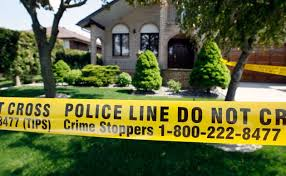 T CROSS POLICE LINE DO NOT CR
8477 (TIPS) Crime Stoppers 1-800-222-8477